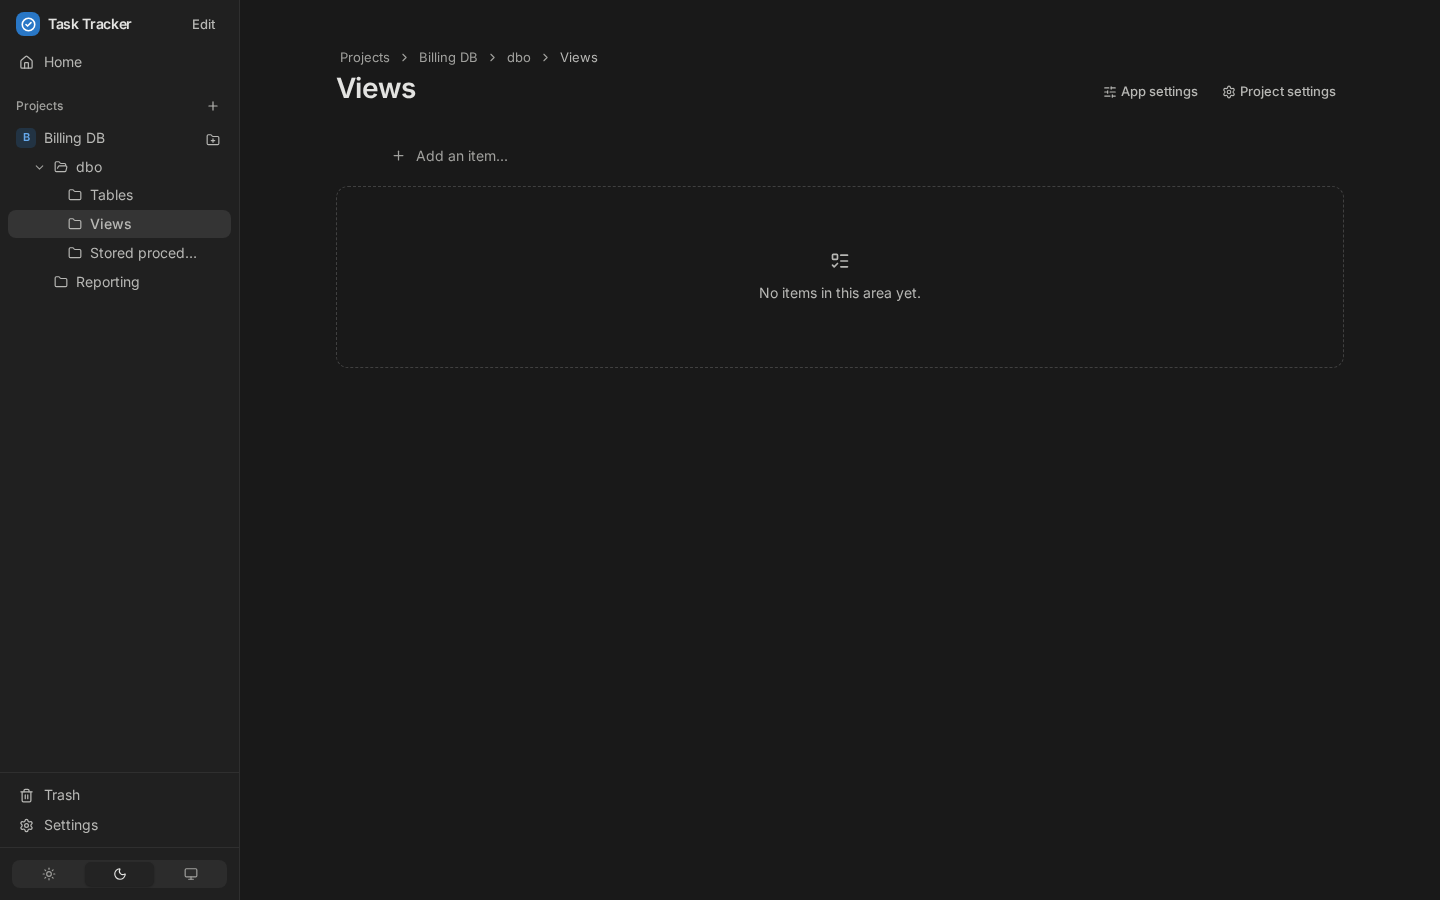 Task Tracker
Edit
Home
Projects
B Billing DB
dbo
Tables
Views
Stored proced...
Reporting
Trash
Settings
Projects > Billing DB > dbo > Views
Views
App settings
Project settings
Add an item...
No items in this area yet.